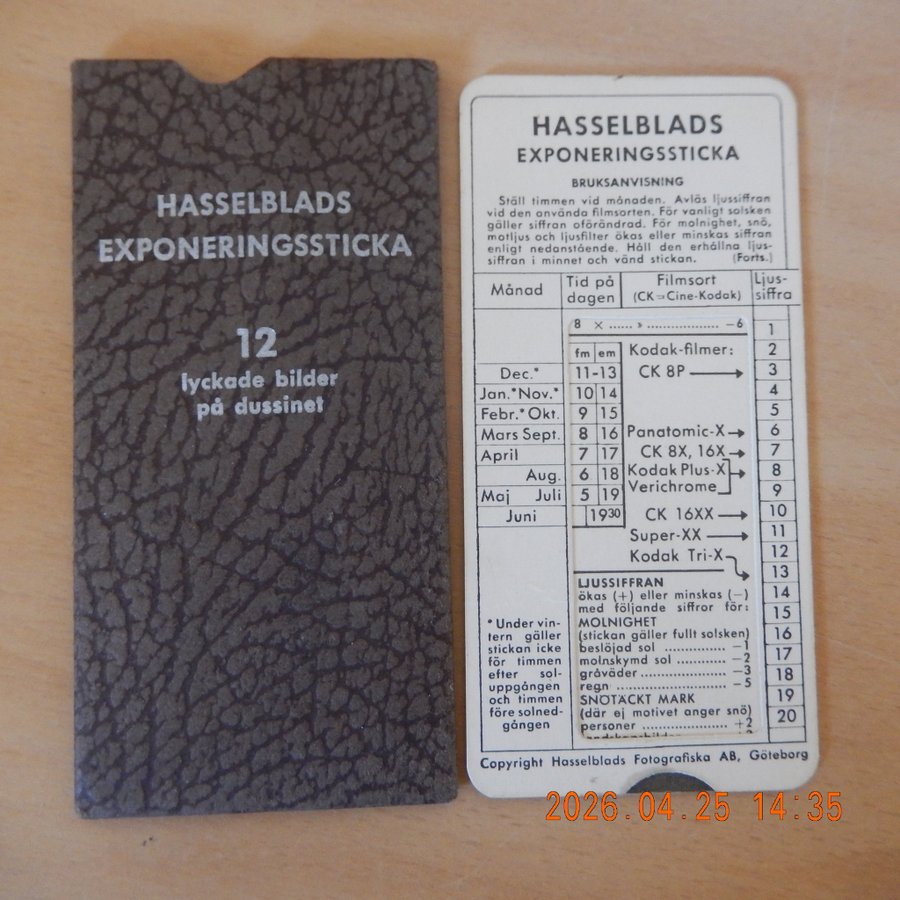 HASSELBLADS
EXPONERINGSSTICKA
12
lyckade bilder
på dussinet
HASSELBLADS
EXPONERINGSSTICKA
BRUKSANVISNING
Ställ timmen vid månaden. Avläs ljussiffran
vid den använda filmsorten. För vanligt solsken
gäller siffran oförändrad. För molnighet, snö,
motljus och ljusfilter ökas eller minskas siffran
enligt nedanstående. Håll den erhållna ljus-
siffran i minnet och vänd stickan. (Forts.)
Månad
Tid på
dagen
Filmsort
(CK=Cine-Kodak)
Ljus-
siffra
8 × ...... » .................. −6
fm em
Kodak-filmer:
1
2
Dec.* 11-13 CK 8P → 3
Jan.* Nov.* 10 14 4
Febr.* Okt. 9 15 5
Mars Sept. 8 16 Panatomic-X → 6
April 7 17 CK 8X, 16X → 7
Aug. 6 18 Kodak Plus-X → 8
Maj Juli 5 19 Verichrome 9
Juni 19³⁰ CK 16XX → 10
Super-XX → 11
Kodak Tri-X 12
13
14
15
16
17
18
19
20
LJUSSIFFRAN
ökas (+) eller minskas (−)
med följande siffror för:
MOLNIGHET
(stickan gäller fullt solsken)
beslöjad sol ............ −1
molnskymd sol ............ −2
gråväder ..................... −3
regn ........................... −5
SNÖTÄCKT MARK
(där ej motivet anger snö)
personer .................. +2
*Under vin-
tern gäller
stickan icke
för timmen
efter sol-
uppgången
och timmen
före solned-
gången
Copyright Hasselblads Fotografiska AB, Göteborg
2026.04.25 14:35